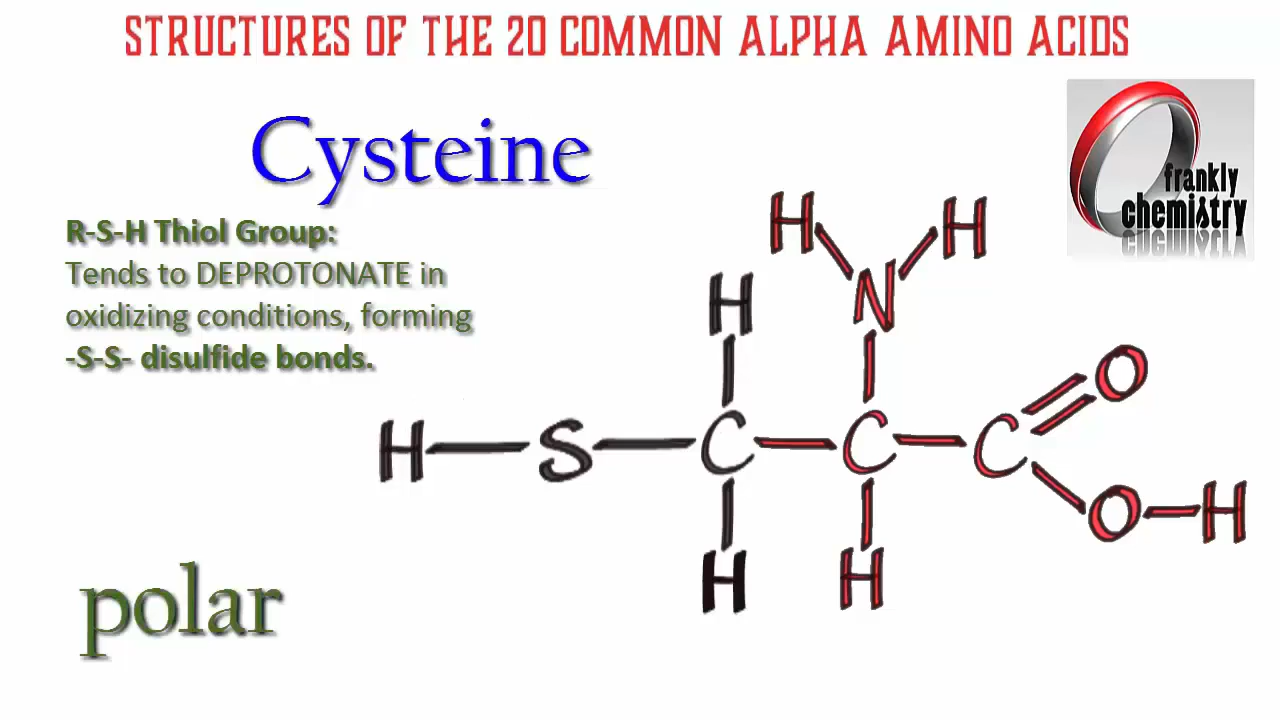 STRUCTURES OF THE 20 COMMON ALPHA AMINO ACIDS
Cysteine
frankly
chemistry
R-S-H Thiol Group:
Tends to DEPROTONATE in
oxidizing conditions, forming
-S-S- disulfide bonds.
H H
H N
O
H S C C C
O H
H H
polar